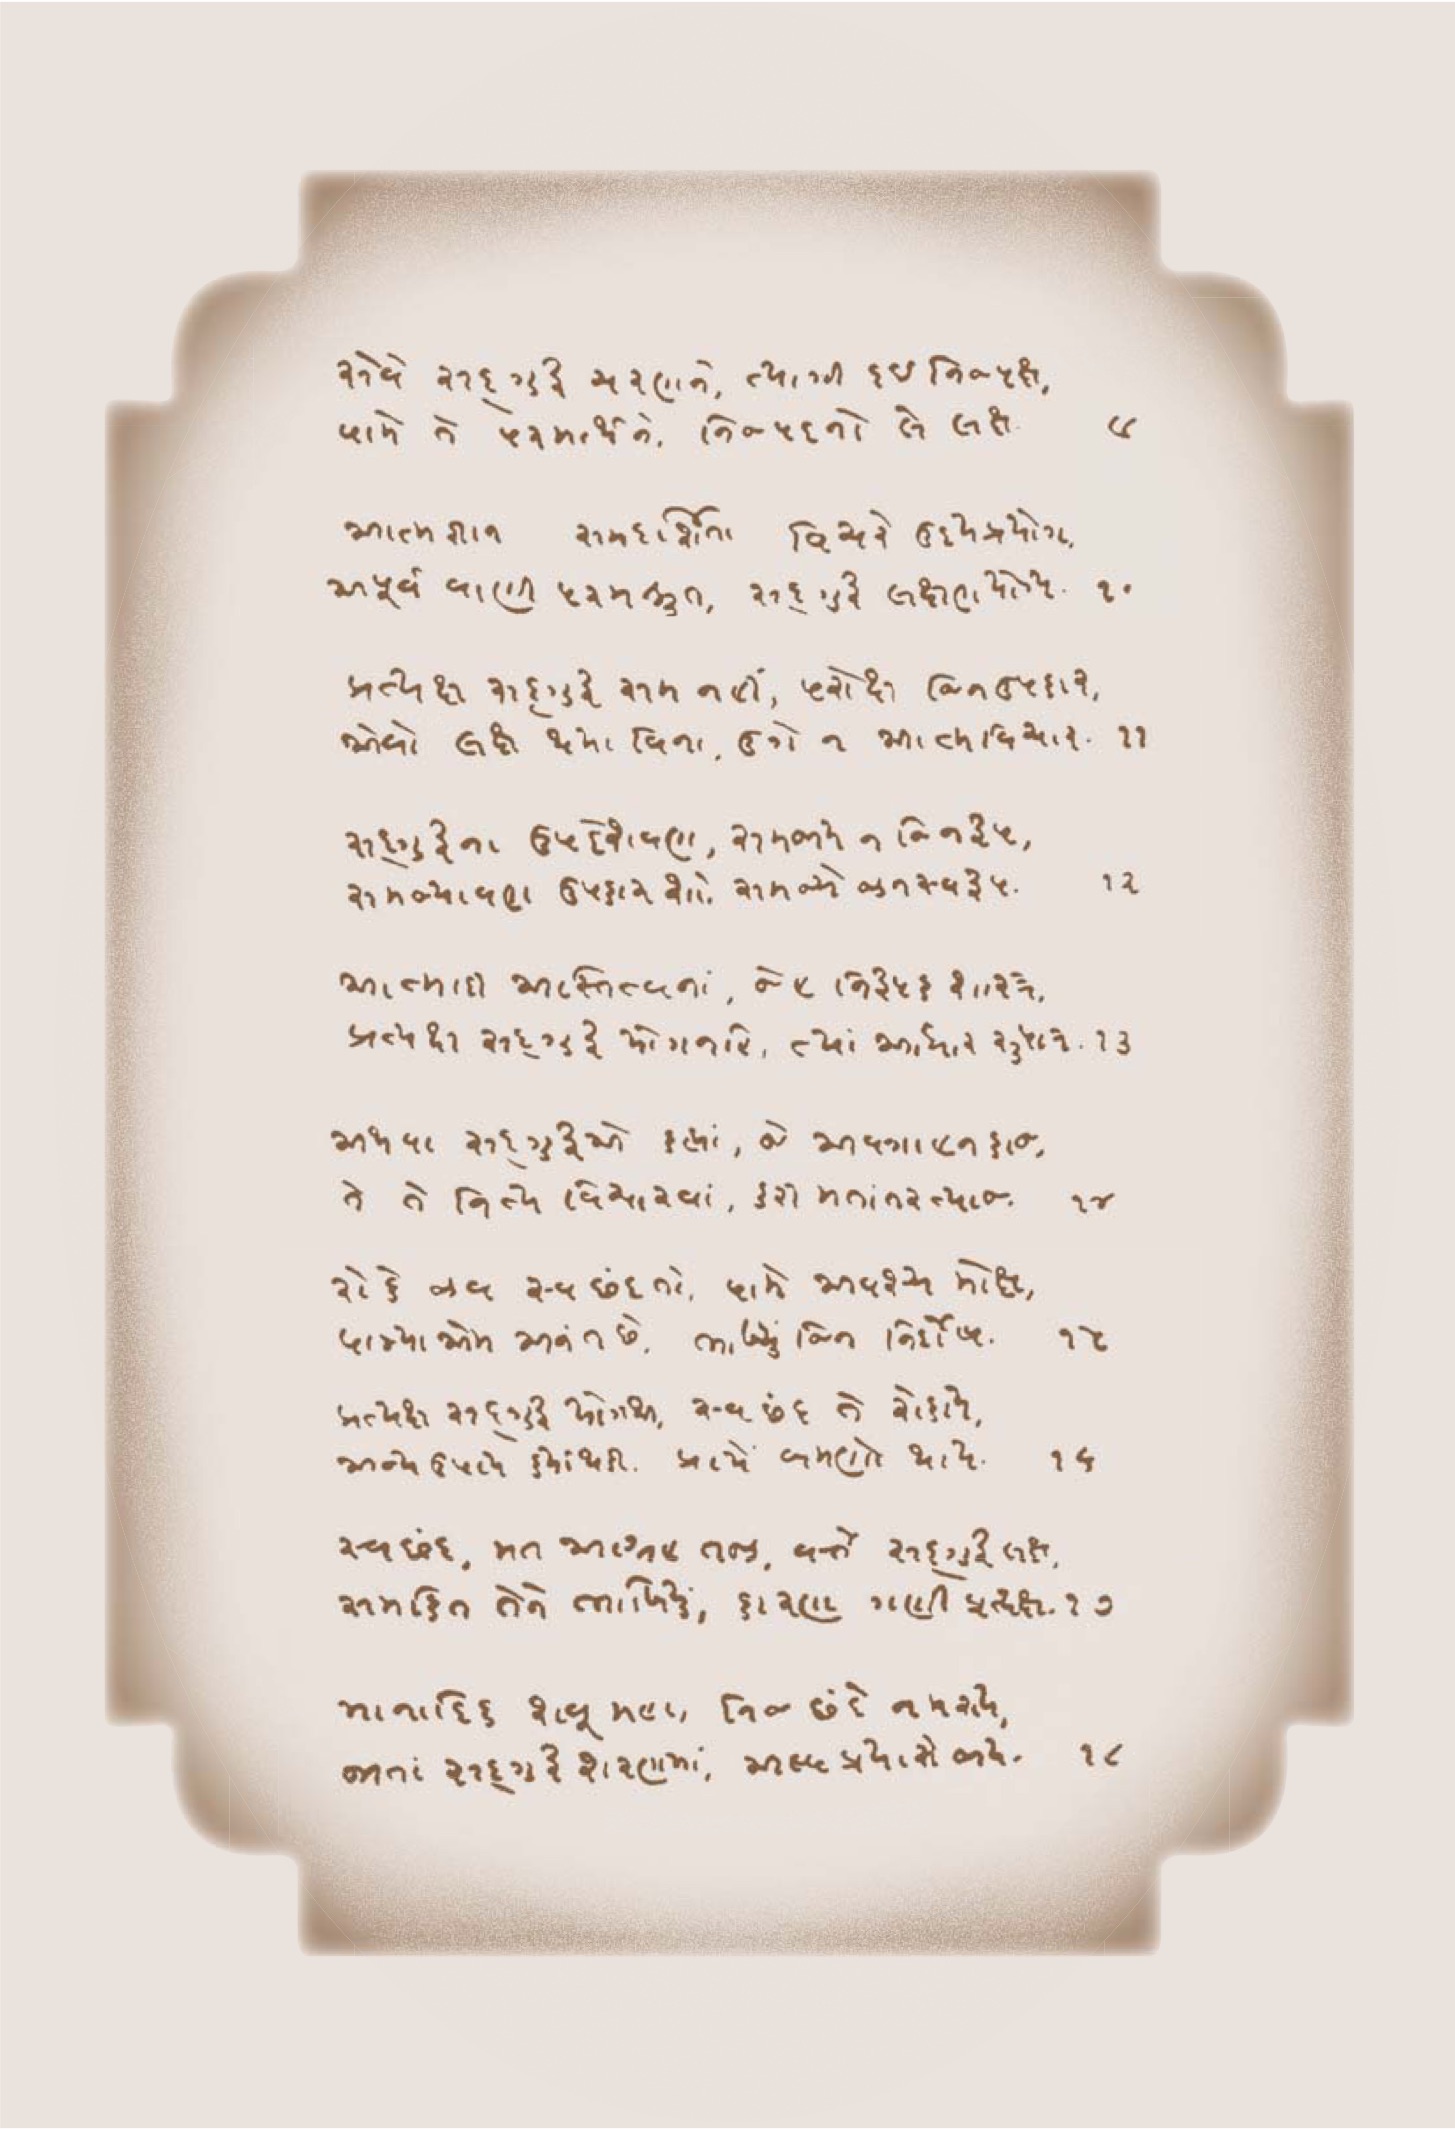 સેવે સદ્ગુરુ ચરણને, ત્યાગી દઈ નિજપક્ષ,
પામે તે પરમાર્થને, નિજપદનો લે લક્ષ. ૯
આત્મજ્ઞાન સમદર્શિતા વિચરે ઉદયપ્રયોગ,
અપૂર્વ વાણી પરમશ્રુત, સદ્ગુરુ લક્ષણ યોગ્ય. ૧૦
પ્રત્યક્ષ સદ્ગુરુ સમ નહીં, પરોક્ષ જિન ઉપકાર,
એવો લક્ષ થયા વિના, ઉગે ન આત્મવિચાર. ૧૧
સદ્ગુરુના ઉપદેશ વણ, સમજાય ન જિનરુપ,
સમજ્યા વણ ઉપકાર શો, સમજ્યે જિનસ્વરુપ. ૧૨
આત્માદિ અસ્તિત્વનાં, જેહ નિરુપક શાસ્ત્ર,
પ્રત્યક્ષ સદ્ગુરુ યોગ નહિ, ત્યાં આધાર સુપાત્ર. ૧૩
અથવા સદ્ગુરુએ કહ્યાં, જે અવગાહન કાજ,
તે તે નિત્ય વિચારવાં, કરી મતાંતર ત્યાજ. ૧૪
રોકે જીવ સ્વછંદ તો, પામે અવશ્ય મોક્ષ,
પામ્યા એમ અનંત છે, ભાખ્યું જિન નિર્દોષ. ૧૫
પ્રત્યક્ષ સદ્ગુરુ યોગથી, સ્વછંદ તે રોકાય,
અન્ય ઉપાય કર્યા થકી, પ્રાયે બમણો થાય. ૧૬
સ્વછંદ, મત આગ્રહ તજી, વર્ત્તે સદ્ગુરુ લક્ષ,
સમકિત તેને ભાખિયું, કારણ ગણી પ્રત્યક્ષ. ૧૭
માનાદિક શત્રૂ મહા, નિજ છંદે ન મરાય,
જાતાં સદ્ગુરુ શરણમાં, અલ્પ પ્રયાસે જાય. ૧૮